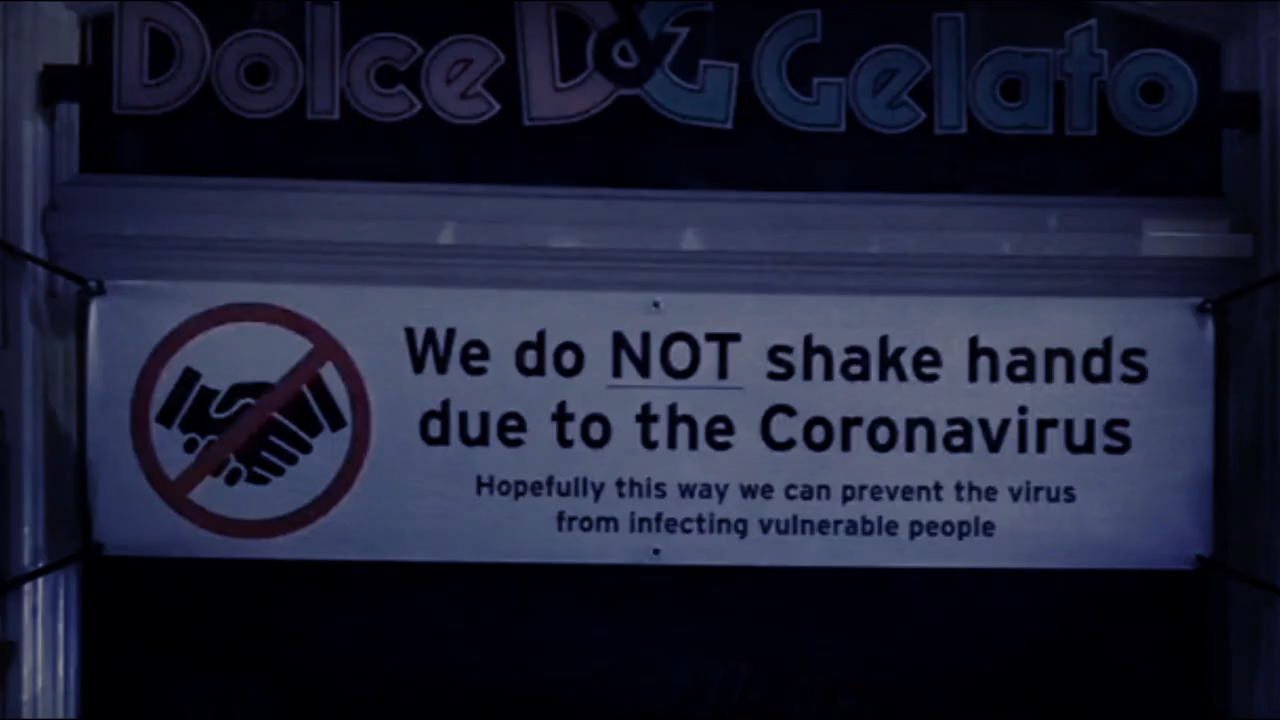 Dolce D&G Gelato
We do NOT shake hands
due to the Coronavirus
Hopefully this way we can prevent the virus
from infecting vulnerable people